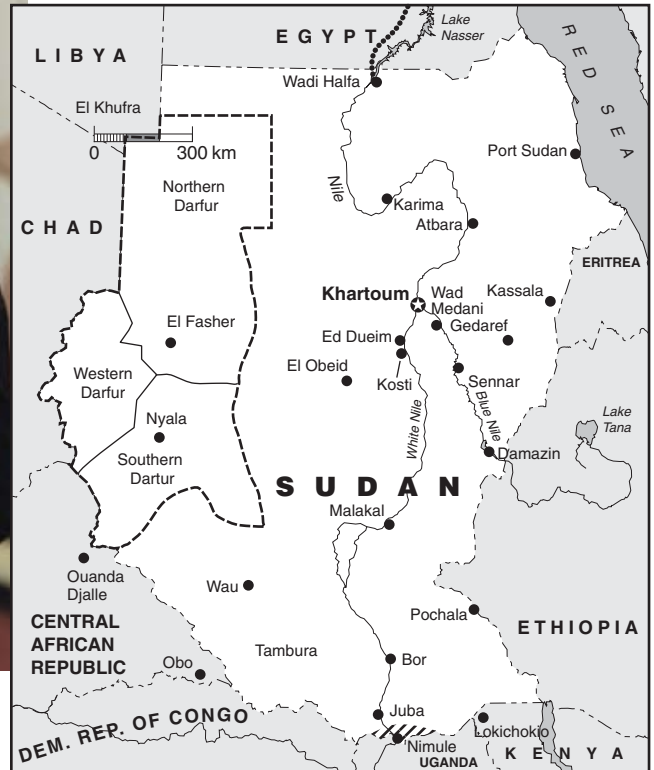 LIBYA
EGYPT
Lake
Nasser
RED SEA
Wadi Halfa
El Khufra
0 300 km
Port Sudan
Northern
Darfur
Nile
Karima
Atbara
CHAD
ERITREA
Khartoum
Wad
Medani
Kassala
Gedaref
El Fasher
Ed Dueim
El Obeid
Kosti
Sennar
Western
Darfur
White Nile
Blue Nile
Lake
Tana
Nyala
Southern
Dartur
Damazin
SUDAN
Malakal
Ouanda
Djalle
Wau
Pochala
CENTRAL
AFRICAN
REPUBLIC
ETHIOPIA
Tambura
Bor
Obo
Juba
Lokichokio
DEM. REP. OF CONGO
Nimule
UGANDA
KENYA